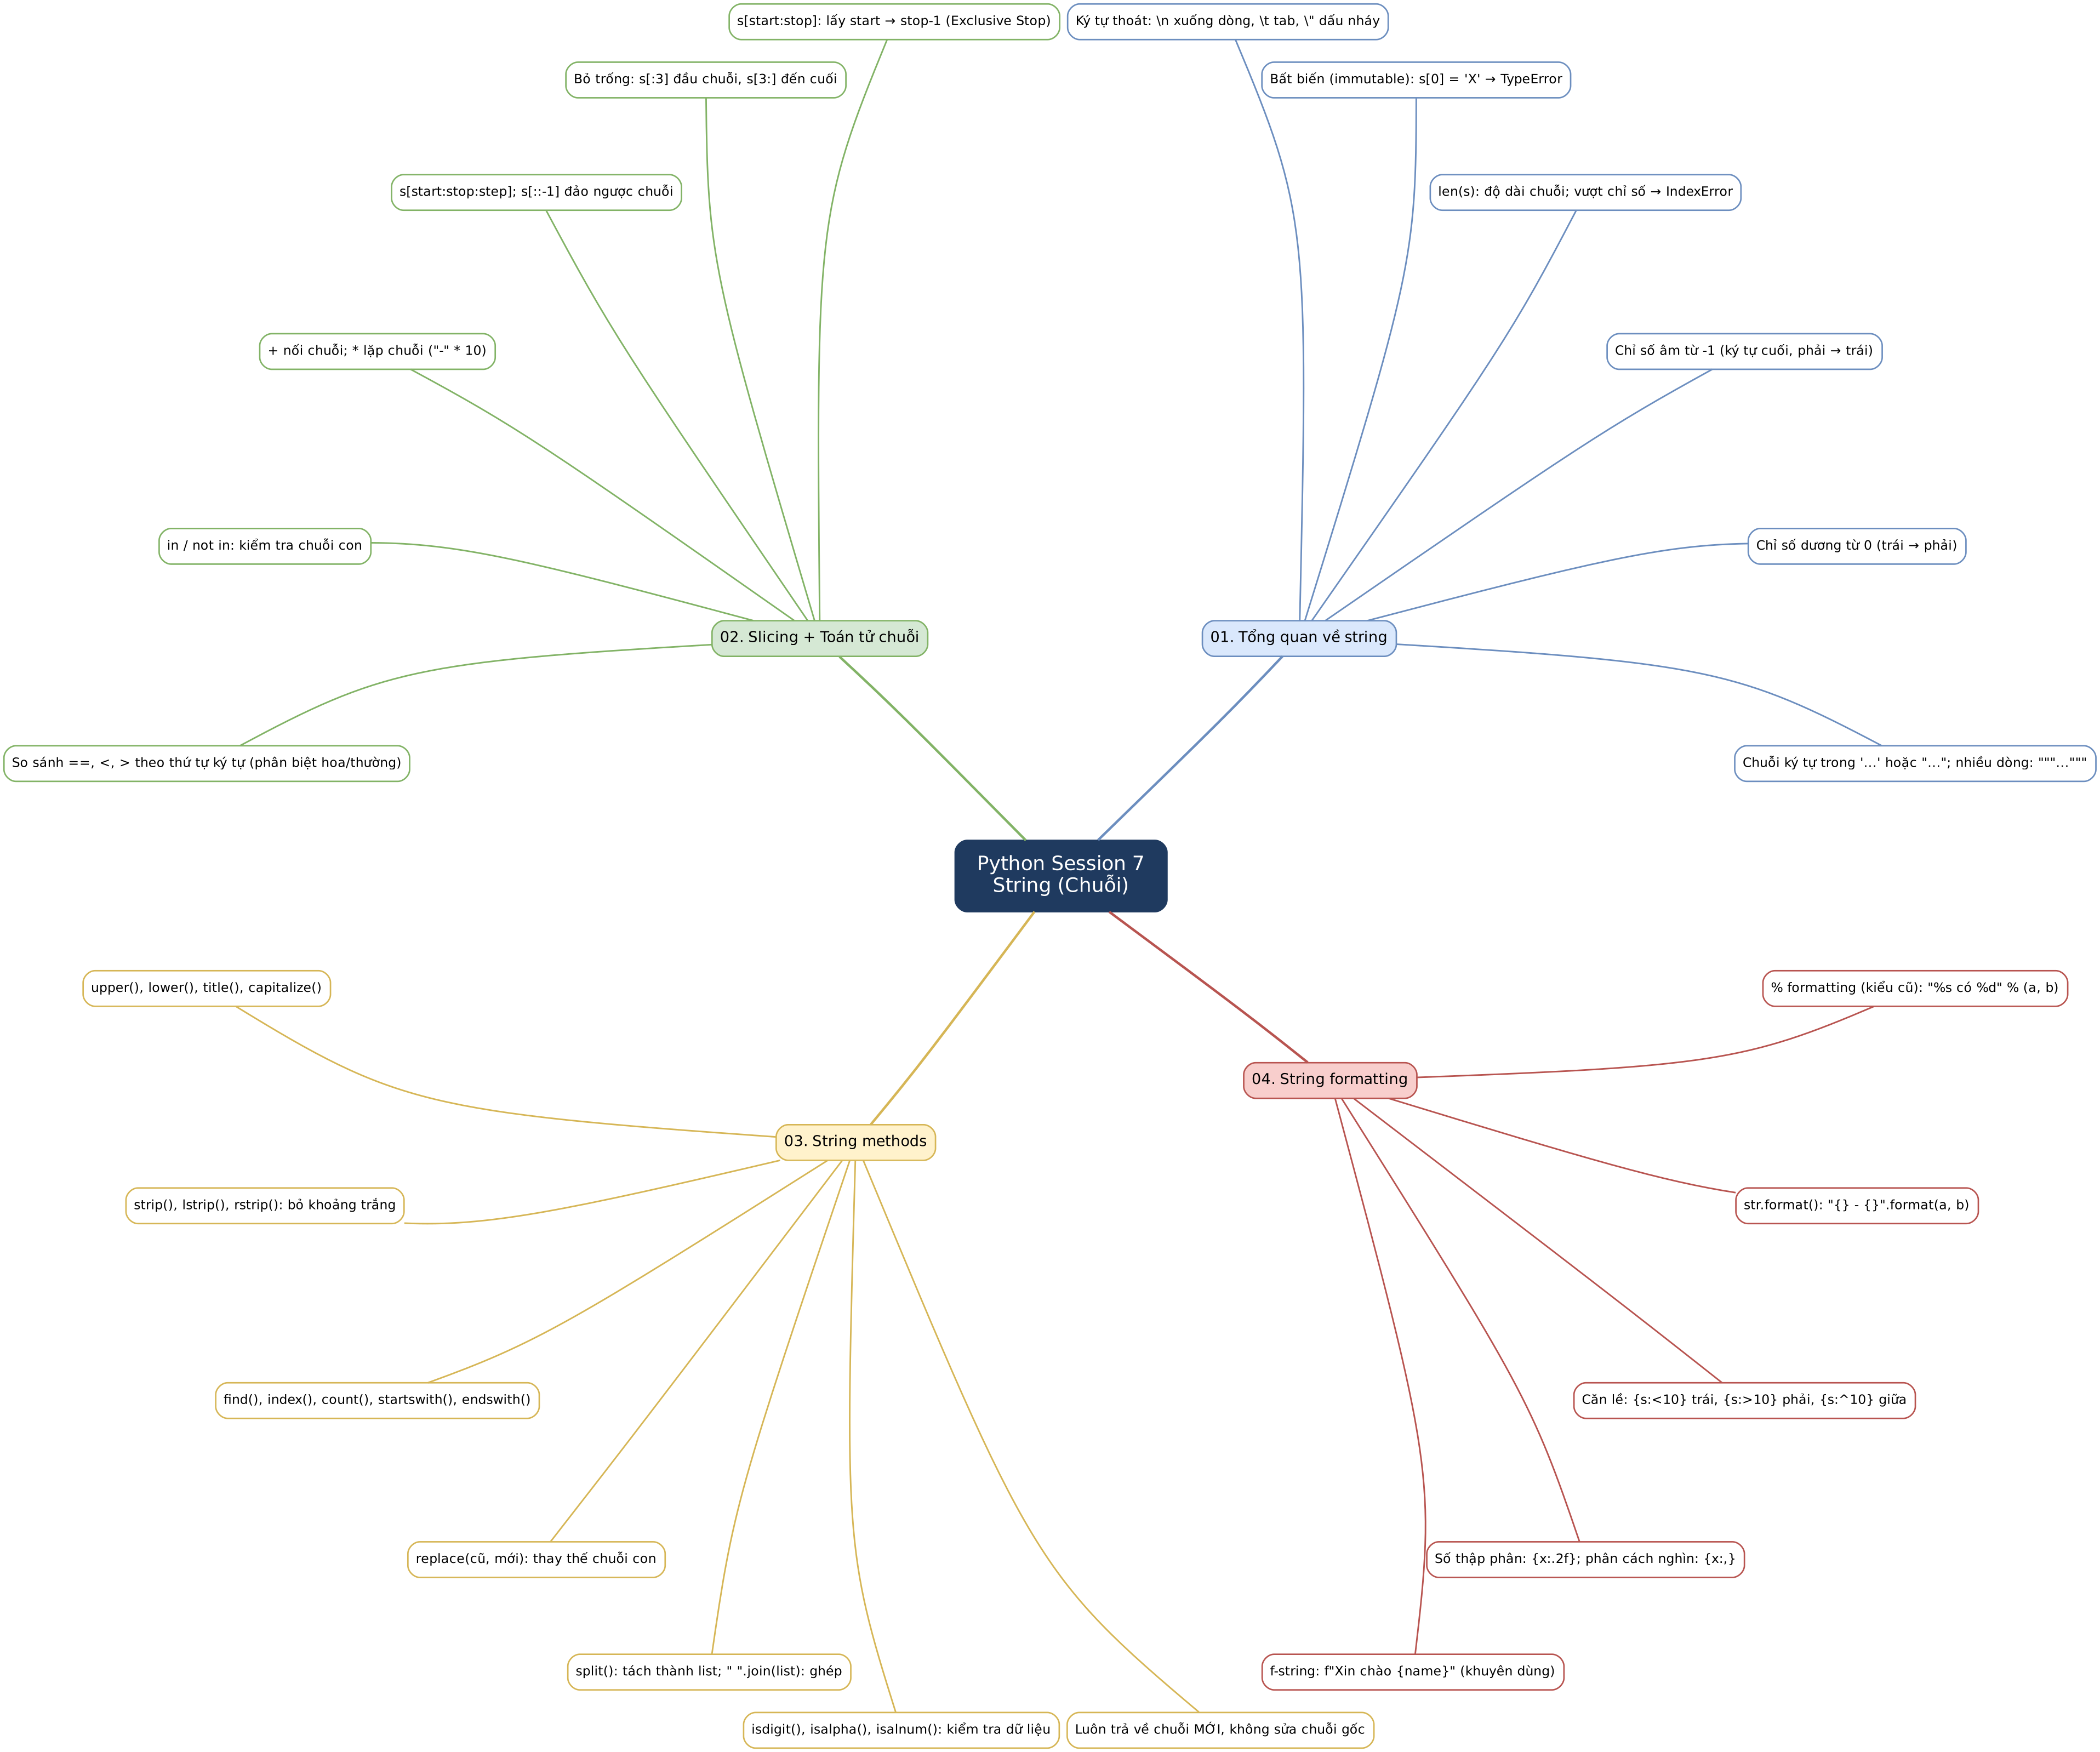 s[start:stop]: lấy start → stop-1 (Exclusive Stop)
Ký tự thoát: \n xuống dòng, \t tab, \" dấu nháy
Bỏ trống: s[:3] đầu chuỗi, s[3:] đến cuối
Bất biến (immutable): s[0] = 'X' → TypeError
s[start:stop:step]; s[::-1] đảo ngược chuỗi
len(s): độ dài chuỗi; vượt chỉ số → IndexError
+ nối chuỗi; * lặp chuỗi ("-" * 10)
Chỉ số âm từ -1 (ký tự cuối, phải → trái)
in / not in: kiểm tra chuỗi con
Chỉ số dương từ 0 (trái → phải)
02. Slicing + Toán tử chuỗi
01. Tổng quan về string
So sánh ==, <, > theo thứ tự ký tự (phân biệt hoa/thường)
Chuỗi ký tự trong '...' hoặc "..."; nhiều dòng: """..."""
Python Session 7
String (Chuỗi)
upper(), lower(), title(), capitalize()
% formatting (kiểu cũ): "%s có %d" % (a, b)
04. String formatting
03. String methods
strip(), lstrip(), rstrip(): bỏ khoảng trắng
str.format(): "{} - {}".format(a, b)
find(), index(), count(), startswith(), endswith()
Căn lề: {s:<10} trái, {s:>10} phải, {s:^10} giữa
replace(cũ, mới): thay thế chuỗi con
Số thập phân: {x:.2f}; phân cách nghìn: {x:,}
split(): tách thành list; " ".join(list): ghép
f-string: f"Xin chào {name}" (khuyên dùng)
isdigit(), isalpha(), isalnum(): kiểm tra dữ liệu
Luôn trả về chuỗi MỚI, không sửa chuỗi gốc